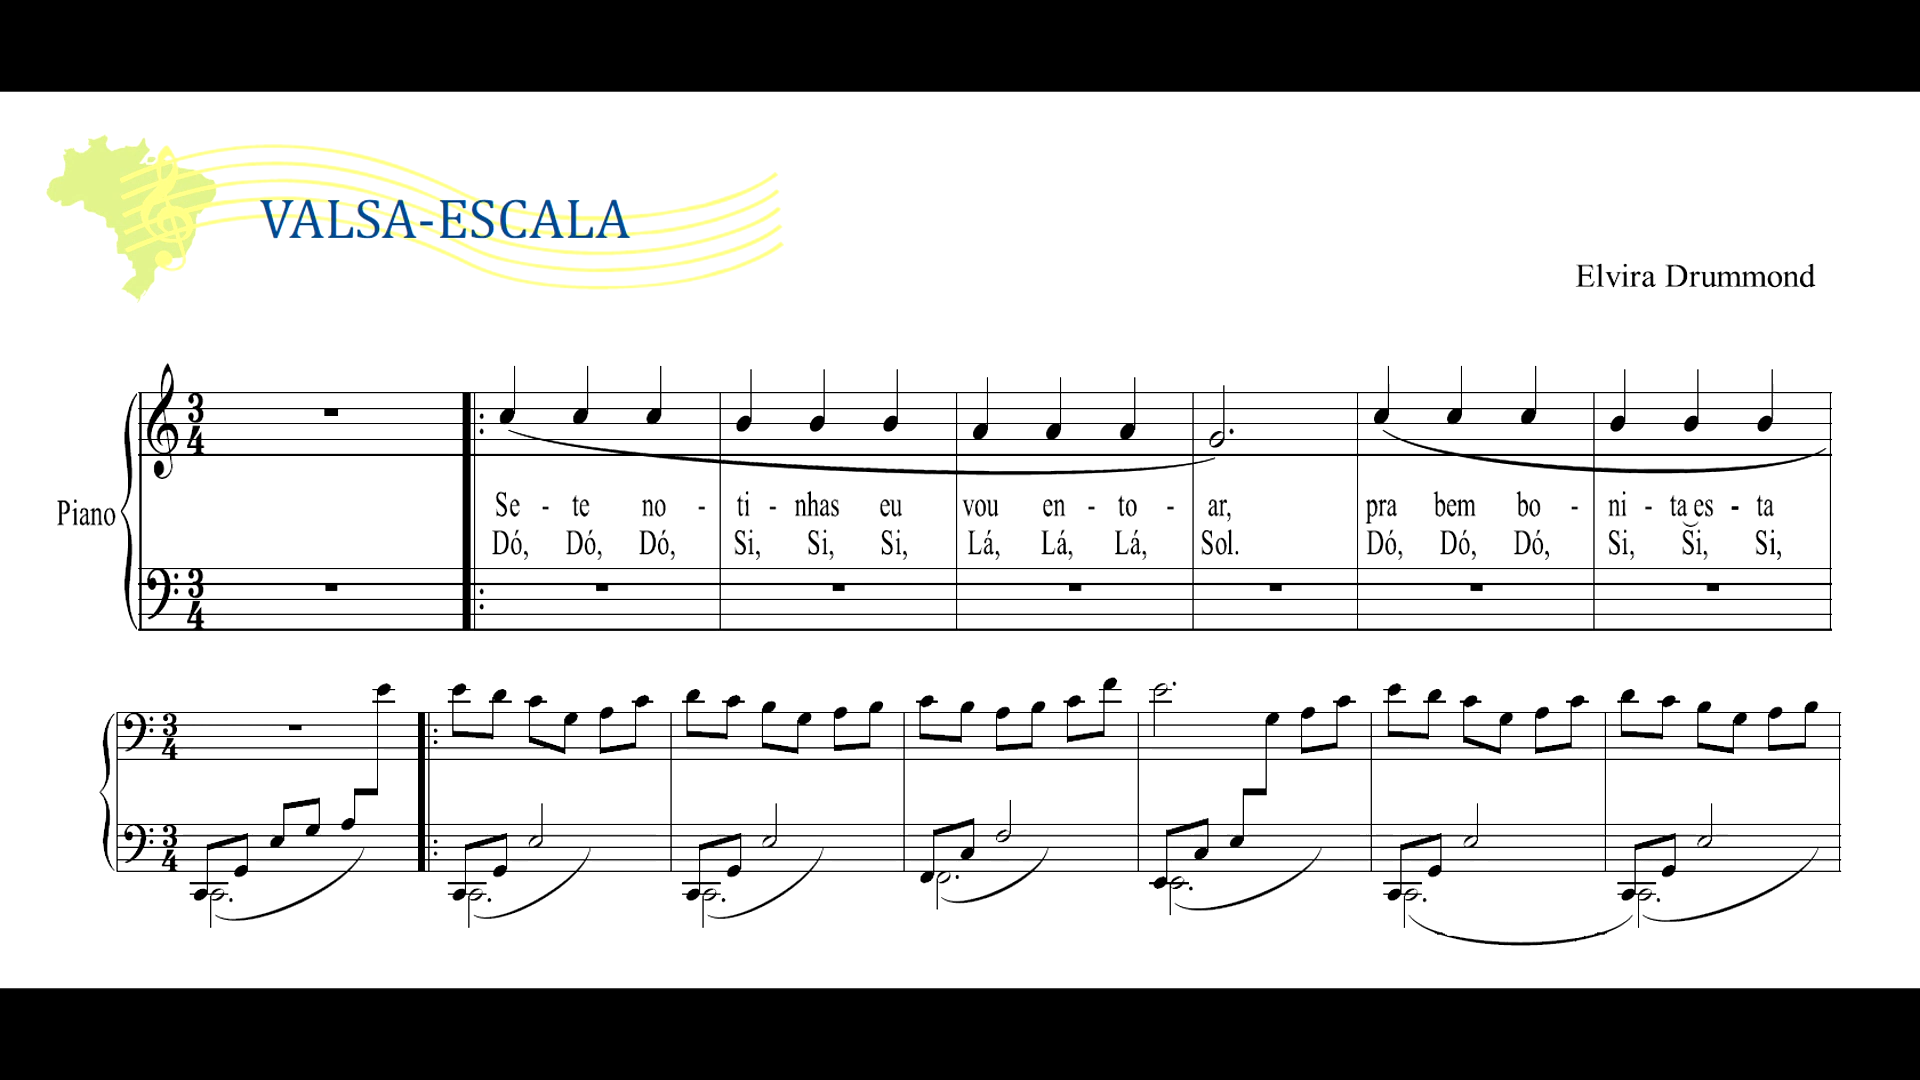 VALSA-ESCALA
Elvira Drummond
Piano
Se - te no - ti - nhas eu vou en - to - ar, pra bem bo - ni - ta‿es - ta
Dó, Dó, Dó, Si, Si, Si, Lá, Lá, Lá, Sol. Dó, Dó, Dó, Si, Si, Si,